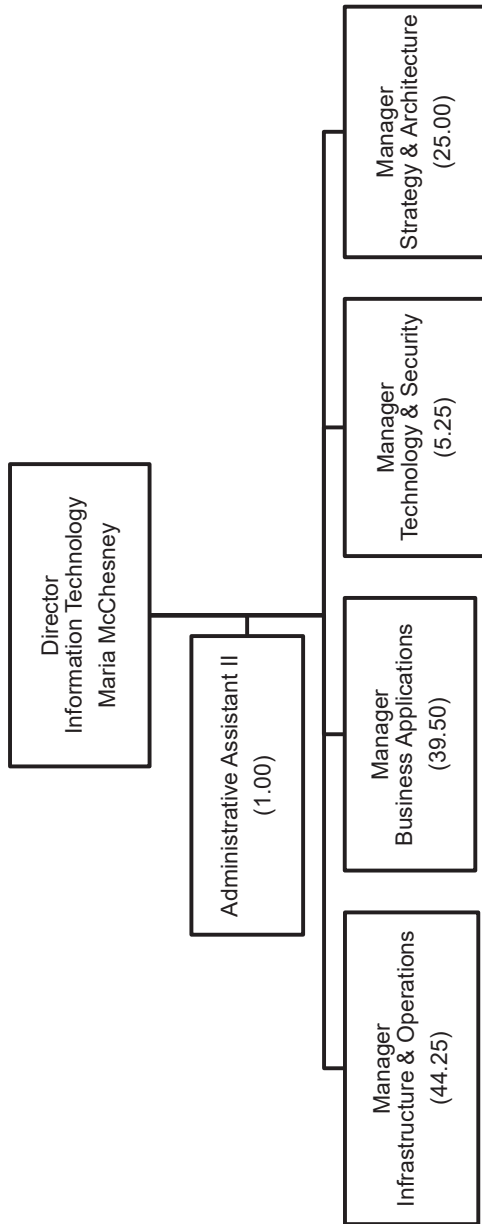 Director
Information Technology
Maria McChesney
Administrative Assistant II
(1.00)
Manager
Infrastructure & Operations
(44.25)
Manager
Business Applications
(39.50)
Manager
Technology & Security
(5.25)
Manager
Strategy & Architecture
(25.00)